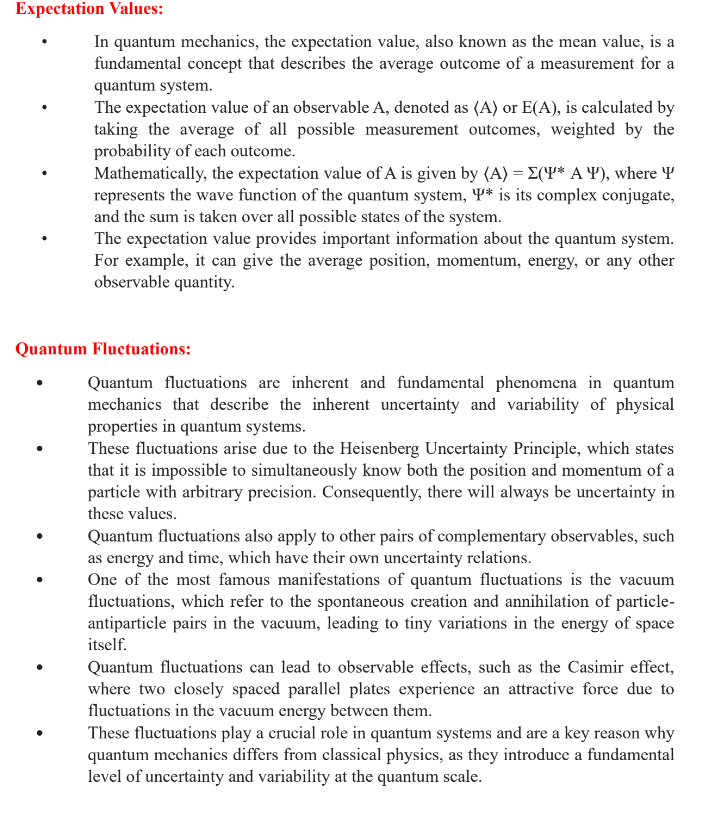 Expectation Values:
• In quantum mechanics, the expectation value, also known as the mean value, is a
fundamental concept that describes the average outcome of a measurement for a
quantum system.
• The expectation value of an observable A, denoted as ⟨A⟩ or E(A), is calculated by
taking the average of all possible measurement outcomes, weighted by the
probability of each outcome.
• Mathematically, the expectation value of A is given by ⟨A⟩ = Σ(Ψ* A Ψ), where Ψ
represents the wave function of the quantum system, Ψ* is its complex conjugate,
and the sum is taken over all possible states of the system.
• The expectation value provides important information about the quantum system.
For example, it can give the average position, momentum, energy, or any other
observable quantity.
Quantum Fluctuations:
• Quantum fluctuations are inherent and fundamental phenomena in quantum
mechanics that describe the inherent uncertainty and variability of physical
properties in quantum systems.
• These fluctuations arise due to the Heisenberg Uncertainty Principle, which states
that it is impossible to simultaneously know both the position and momentum of a
particle with arbitrary precision. Consequently, there will always be uncertainty in
these values.
• Quantum fluctuations also apply to other pairs of complementary observables, such
as energy and time, which have their own uncertainty relations.
• One of the most famous manifestations of quantum fluctuations is the vacuum
fluctuations, which refer to the spontaneous creation and annihilation of particle-
antiparticle pairs in the vacuum, leading to tiny variations in the energy of space
itself.
• Quantum fluctuations can lead to observable effects, such as the Casimir effect,
where two closely spaced parallel plates experience an attractive force due to
fluctuations in the vacuum energy between them.
• These fluctuations play a crucial role in quantum systems and are a key reason why
quantum mechanics differs from classical physics, as they introduce a fundamental
level of uncertainty and variability at the quantum scale.